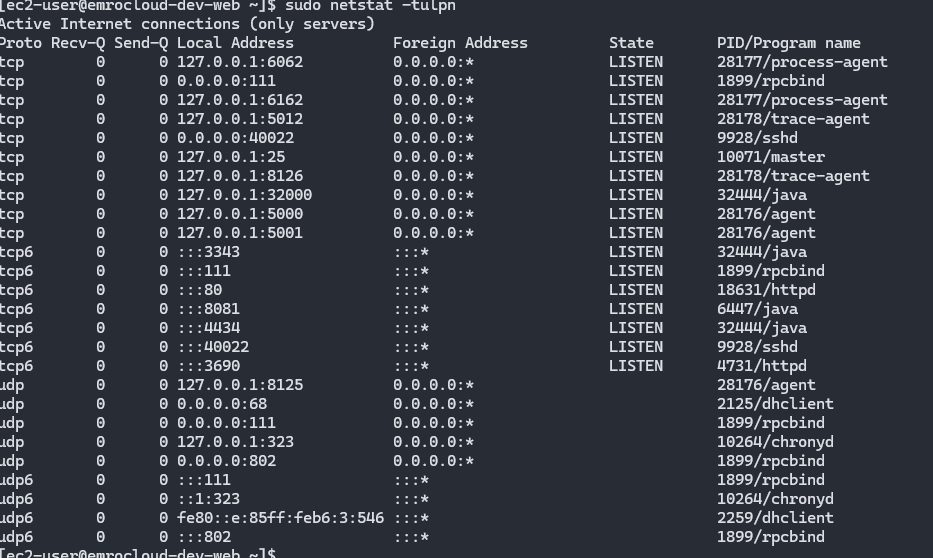 [ec2-user@emrocloud-dev-web ~]$ sudo netstat -tulpn
Active Internet connections (only servers)
Proto Recv-Q Send-Q Local Address           Foreign Address         State       PID/Program name
tcp        0      0 127.0.0.1:6062          0.0.0.0:*               LISTEN      28177/process-agent
tcp        0      0 0.0.0.0:111             0.0.0.0:*               LISTEN      1899/rpcbind
tcp        0      0 127.0.0.1:6162          0.0.0.0:*               LISTEN      28177/process-agent
tcp        0      0 127.0.0.1:5012          0.0.0.0:*               LISTEN      28178/trace-agent
tcp        0      0 0.0.0.0:40022           0.0.0.0:*               LISTEN      9928/sshd
tcp        0      0 127.0.0.1:25            0.0.0.0:*               LISTEN      10071/master
tcp        0      0 127.0.0.1:8126          0.0.0.0:*               LISTEN      28178/trace-agent
tcp        0      0 127.0.0.1:32000         0.0.0.0:*               LISTEN      32444/java
tcp        0      0 127.0.0.1:5000          0.0.0.0:*               LISTEN      28176/agent
tcp        0      0 127.0.0.1:5001          0.0.0.0:*               LISTEN      28176/agent
tcp6       0      0 :::3343                 :::*                    LISTEN      32444/java
tcp6       0      0 :::111                  :::*                    LISTEN      1899/rpcbind
tcp6       0      0 :::80                   :::*                    LISTEN      18631/httpd
tcp6       0      0 :::8081                 :::*                    LISTEN      6447/java
tcp6       0      0 :::4434                 :::*                    LISTEN      32444/java
tcp6       0      0 :::40022                :::*                    LISTEN      9928/sshd
tcp6       0      0 :::3690                 :::*                    LISTEN      4731/httpd
udp        0      0 127.0.0.1:8125          0.0.0.0:*                           28176/agent
udp        0      0 0.0.0.0:68              0.0.0.0:*                           2125/dhclient
udp        0      0 0.0.0.0:111             0.0.0.0:*                           1899/rpcbind
udp        0      0 127.0.0.1:323           0.0.0.0:*                           10264/chronyd
udp        0      0 0.0.0.0:802             0.0.0.0:*                           1899/rpcbind
udp6       0      0 :::111                  :::*                                1899/rpcbind
udp6       0      0 ::1:323                 :::*                                10264/chronyd
udp6       0      0 fe80::e:85ff:feb6:3:546 :::*                                2259/dhclient
udp6       0      0 :::802                  :::*                                1899/rpcbind
[ec2-user@emrocloud-dev-web ~]$